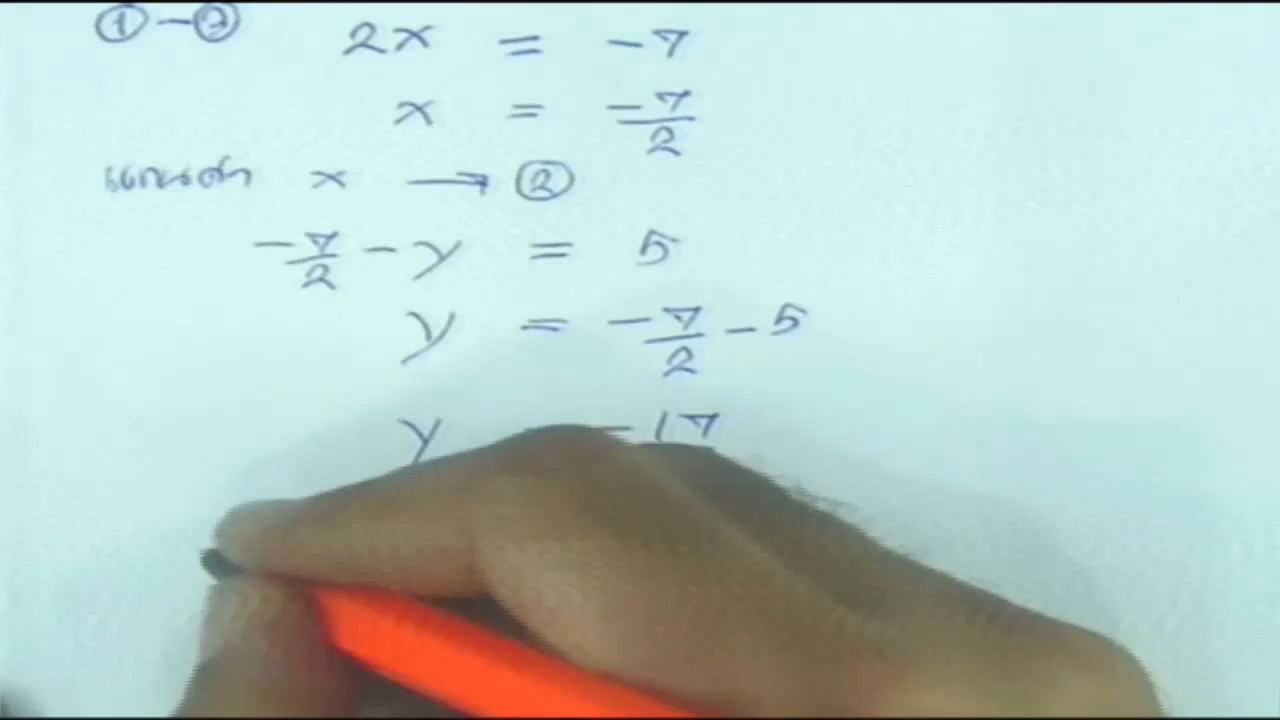 ①-② 2x = -7
x = -7/2
แทนค่า x → ②
-7/2 - y = 5
y = -7/2 - 5
y -17